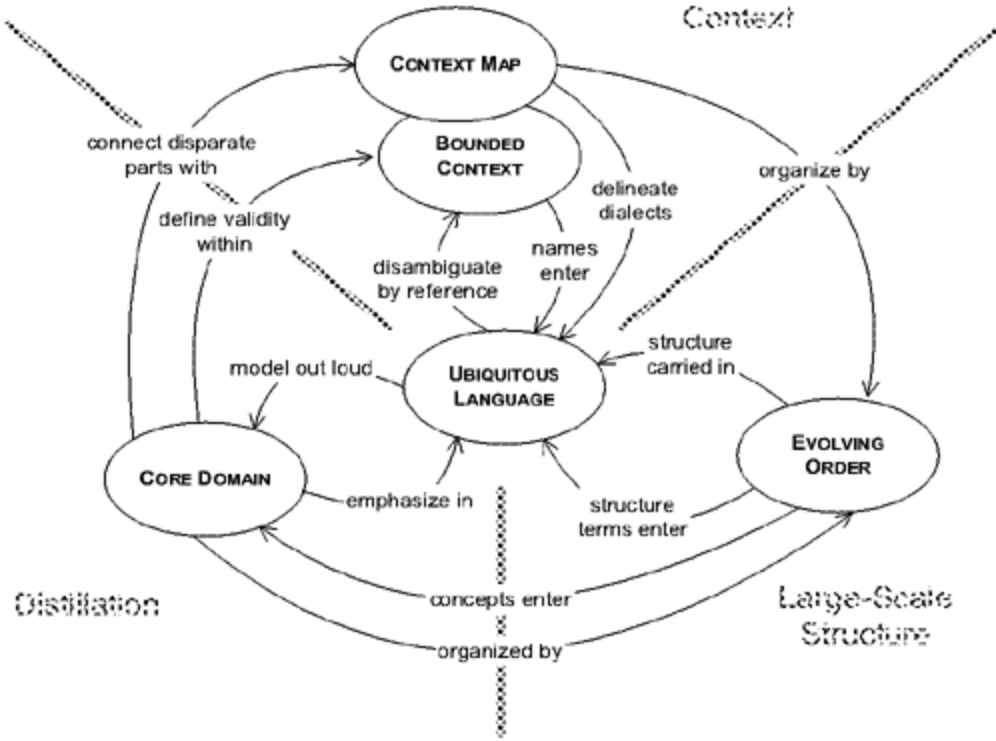 Context
CONTEXT MAP
connect disparate
parts with
BOUNDED
CONTEXT
organize by
delineate
dialects
define validity
within
names
enter
disambiguate
by reference
structure
carried in
model out loud
UBIQUITOUS
LANGUAGE
EVOLVING
ORDER
CORE DOMAIN
emphasize in
structure
terms enter
Distillation
concepts enter
Large-Scale
Structure
organized by